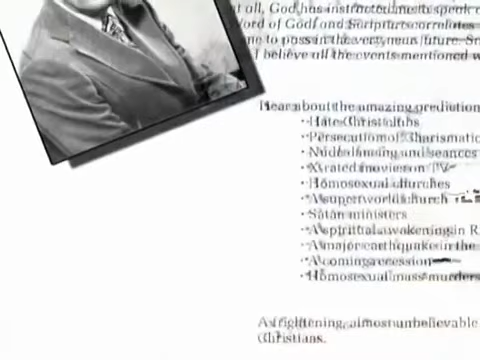 at all, God has instructed me to speak
Word of God and Scripture correlates
to pass in the very near future.
I believe all the events mentioned
Hear about the amazing prediction
· Hate Christ clubs
· Persecution of Charismatic
· Nude dancing and seances
· X rated movies on TV
· Homosexual churches
· A super world church
· Satan ministers
· A spiritual awakening in R
· A major earthquake in the
· A coming recession
· Homosexual mass murders
A frightening, almost unbelievable
Christians.